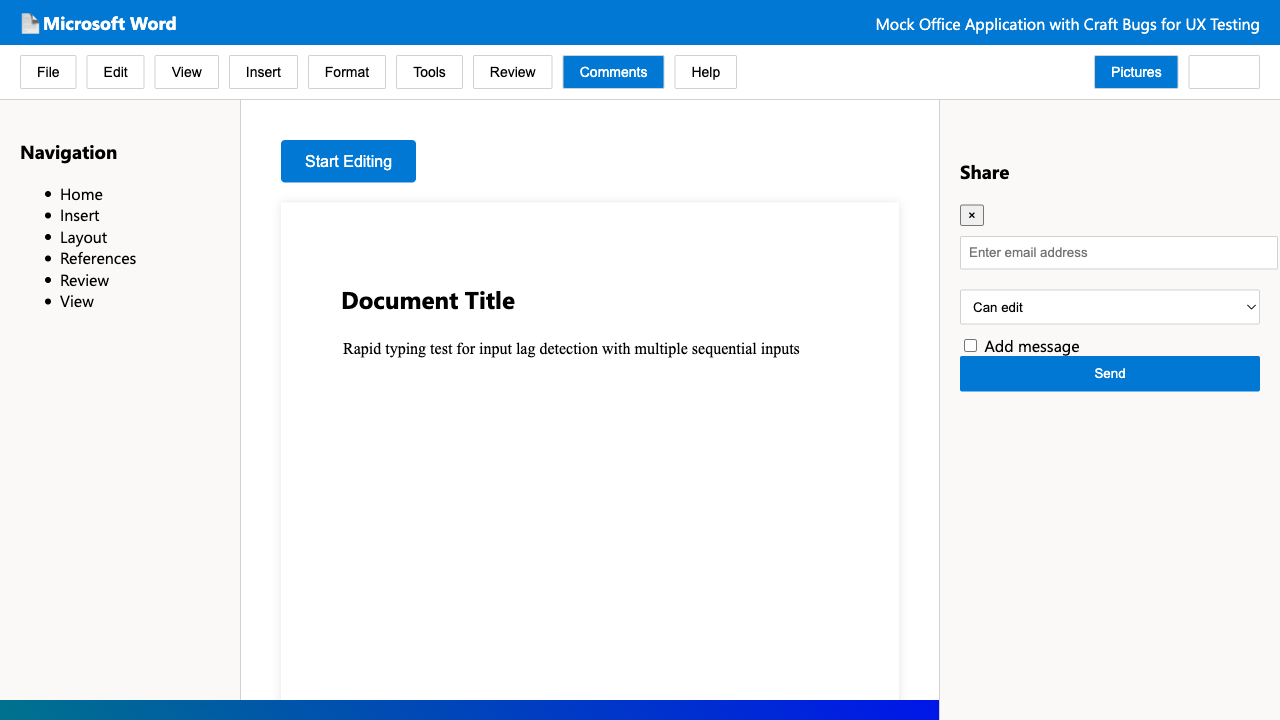 Microsoft Word
Mock Office Application with Craft Bugs for UX Testing
File
Edit
View
Insert
Format
Tools
Review
Comments
Help
Pictures
Navigation
Home
Insert
Layout
References
Review
View
Start Editing
Document Title
Rapid typing test for input lag detection with multiple sequential inputs
Share
×
Enter email address
Can edit
Add message
Send